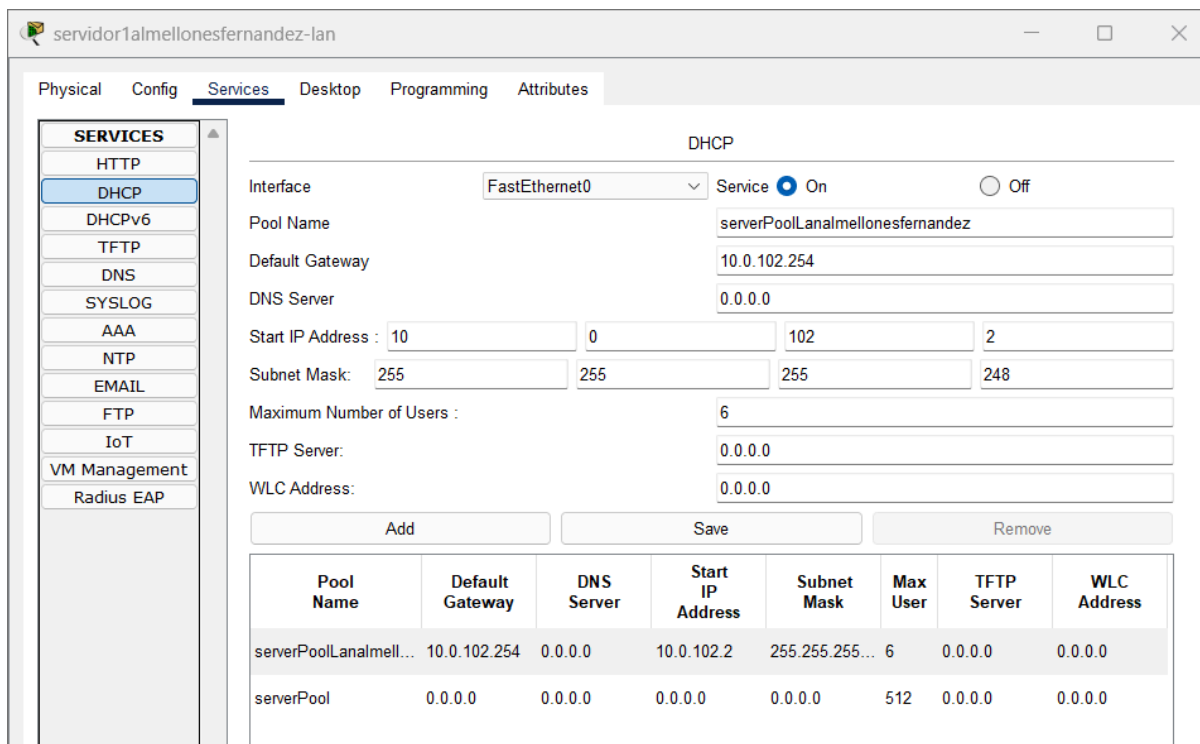 servidor1almellonesfernandez-lan
Physical Config Services Desktop Programming Attributes
SERVICES
HTTP
DHCP
DHCPv6
TFTP
DNS
SYSLOG
AAA
NTP
EMAIL
FTP
IoT
VM Management
Radius EAP
DHCP
Interface FastEthernet0 Service On Off
Pool Name serverPoolLanalmellonesfernandez
Default Gateway 10.0.102.254
DNS Server 0.0.0.0
Start IP Address : 10 0 102 2
Subnet Mask: 255 255 255 248
Maximum Number of Users : 6
TFTP Server: 0.0.0.0
WLC Address: 0.0.0.0
Add Save Remove
Pool Name Default Gateway DNS Server Start IP Address Subnet Mask Max User TFTP Server WLC Address
serverPoolLanalmell... 10.0.102.254 0.0.0.0 10.0.102.2 255.255.255... 6 0.0.0.0 0.0.0.0
serverPool 0.0.0.0 0.0.0.0 0.0.0.0 0.0.0.0 512 0.0.0.0 0.0.0.0